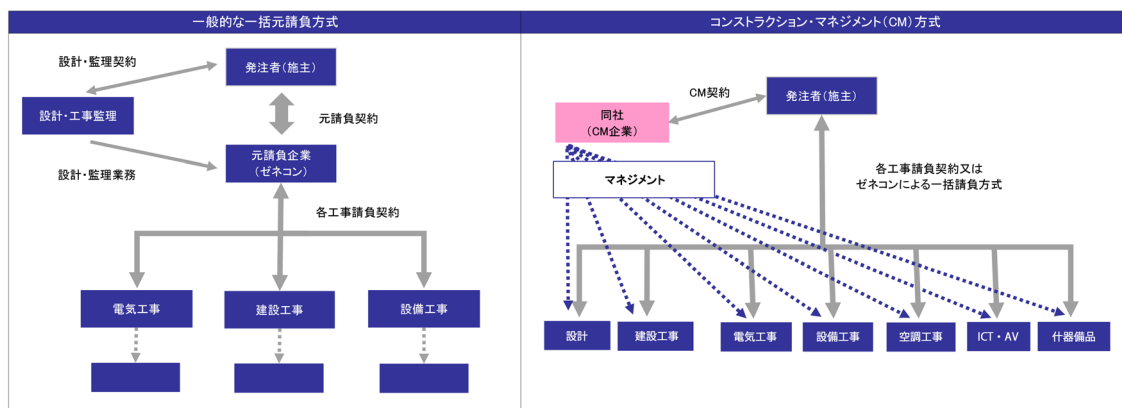 一般的な一括元請負方式
設計・監理契約
発注者(施主)
設計・工事監理
元請負契約
設計・監理業務
元請負企業
(ゼネコン)
各工事請負契約
電気工事
建設工事
設備工事
コンストラクション・マネジメント(CM)方式
CM契約
発注者(施主)
同社
(CM企業)
マネジメント
各工事請負契約又は
ゼネコンによる一括請負方式
設計
建設工事
電気工事
設備工事
空調工事
ICT・AV
什器備品